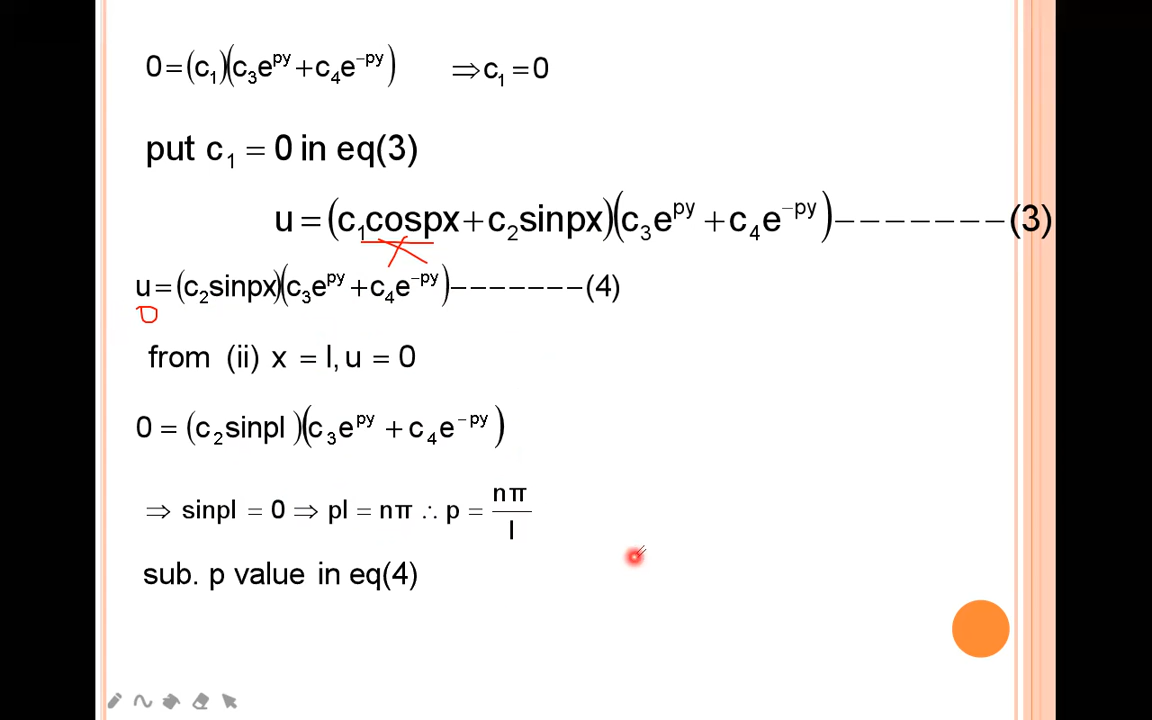 0=(c₁)(c₃e^py+c₄e^−py) ⇒c₁=0
put c₁ = 0 in eq(3)
u=(c₁cospx+c₂sinpx)(c₃e^py+c₄e^−py)−−−−−−−(3)
u=(c₂sinpx)(c₃e^py+c₄e^−py)−−−−−−−(4)
0
from (ii) x = l,u = 0
0 = (c₂sinpl)(c₃e^py + c₄e^−py)
⇒ sinpl = 0 ⇒ pl = nπ ∴ p = nπ/l
sub. p value in eq(4)